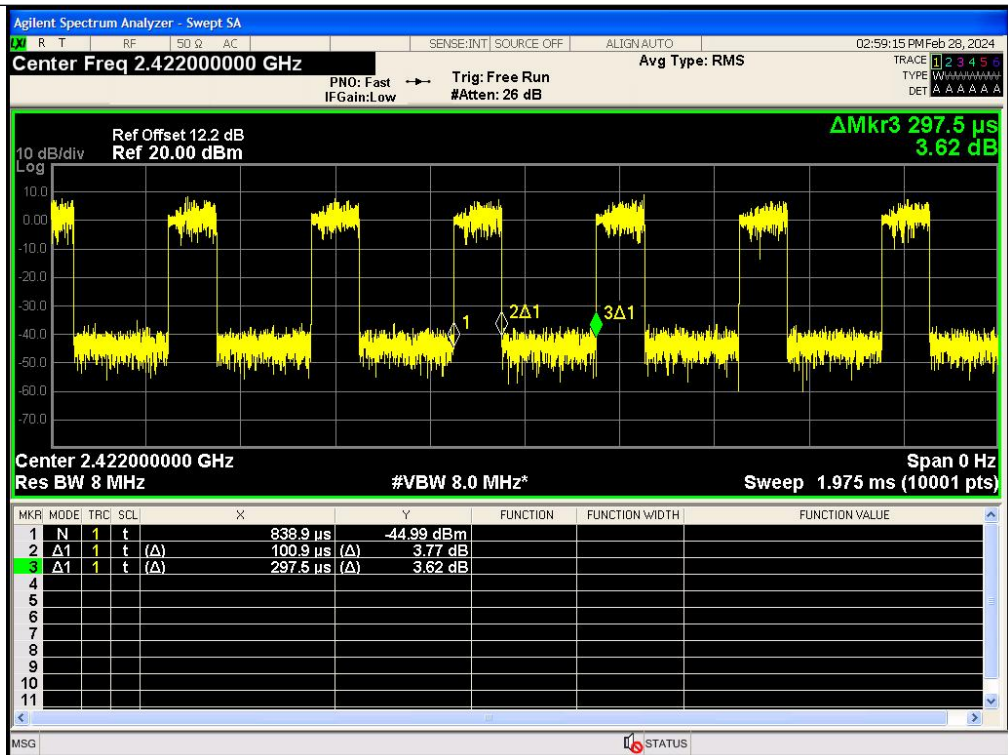 Agilent Spectrum Analyzer - Swept SA
LXI R T RF 50 Ω AC SENSE:INT SOURCE OFF ALIGN AUTO 02:59:15 PM Feb 28, 2024
Center Freq 2.422000000 GHz
PNO: Fast
IFGain:Low
Trig: Free Run
#Atten: 26 dB
Avg Type: RMS
TRACE 1 2 3 4 5 6
TYPE WWWWWW
DET A A A A A A
Ref Offset 12.2 dB
10 dB/div Ref 20.00 dBm
Log
ΔMkr3 297.5 µs
3.62 dB
10.0
0.00
-10.0
-20.0
-30.0
-40.0
-50.0
-60.0
-70.0
1
2Δ1
3Δ1
Center 2.422000000 GHz Span 0 Hz
Res BW 8 MHz #VBW 8.0 MHz* Sweep 1.975 ms (10001 pts)
MKR MODE TRC SCL X Y FUNCTION FUNCTION WIDTH FUNCTION VALUE
1 N 1 t 838.9 µs -44.99 dBm
2 Δ1 1 t (Δ) 100.9 µs (Δ) 3.77 dB
3 Δ1 1 t (Δ) 297.5 µs (Δ) 3.62 dB
4
5
6
7
8
9
10
11
MSG STATUS